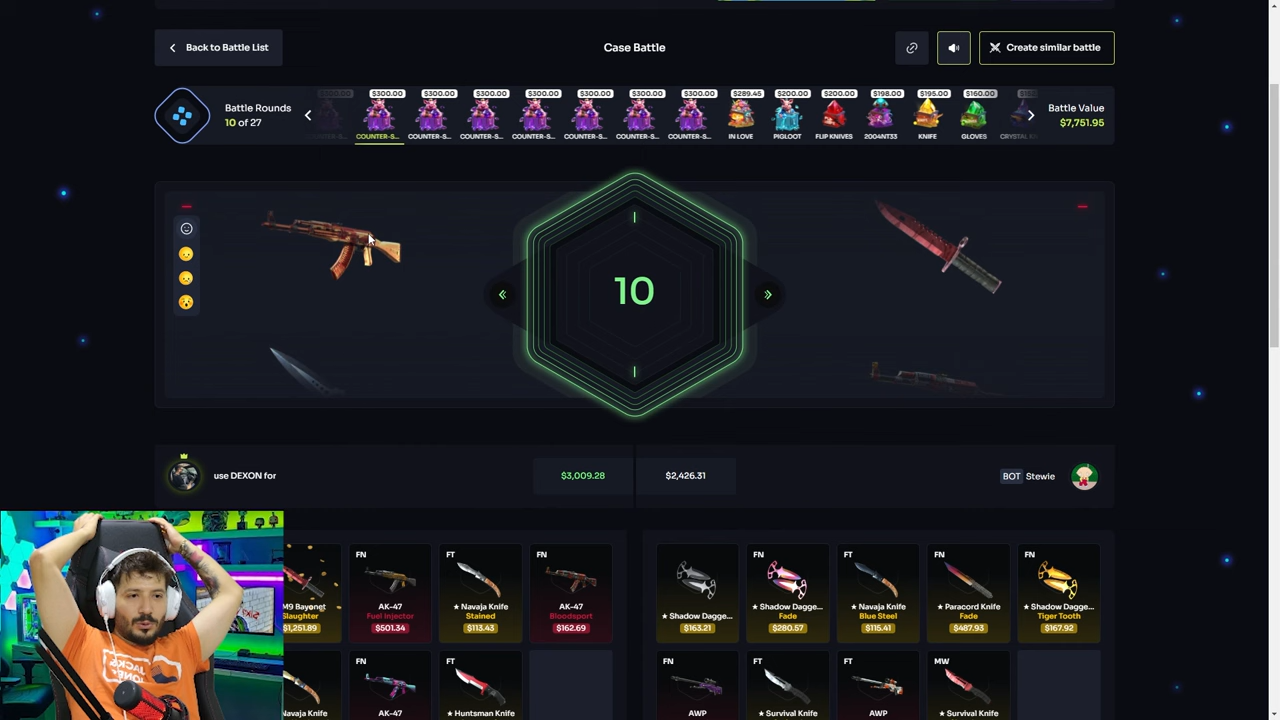 Back to Battle List
Case Battle
Create similar battle
Battle Rounds
10 of 27
$300.00
COUNTER-S...
$300.00
COUNTER-S...
$300.00
COUNTER-S...
$300.00
COUNTER-S...
$300.00
COUNTER-S...
$300.00
COUNTER-S...
$300.00
COUNTER-S...
$289.45
IN LOVE
$200.00
PIGLOOT
$200.00
FLIP KNIVES
$198.00
2004NT33
$195.00
KNIFE
$160.00
GLOVES
CRYSTAL
Battle Value
$7,751.95
10
use DEXON for
$3,009.28
$2,426.31
BOT Stewie
M9 Bayonet
Slaughter
$1,251.89
FN
AK-47
Fuel Injector
$501.34
FT
★ Navaja Knife
Stained
$113.43
FN
AK-47
Bloodsport
$162.69
★ Shadow Dagge...
$163.21
FN
★ Shadow Dagge...
Fade
$280.57
FT
★ Navaja Knife
Blue Steel
$115.41
FN
★ Paracord Knife
Fade
$487.93
FN
★ Shadow Dagge...
Tiger Tooth
$167.92
Navaja Knife
FN
AK-47
FT
★ Huntsman Knife
FN
AWP
FT
★ Survival Knife
FT
AWP
MW
★ Survival Knife